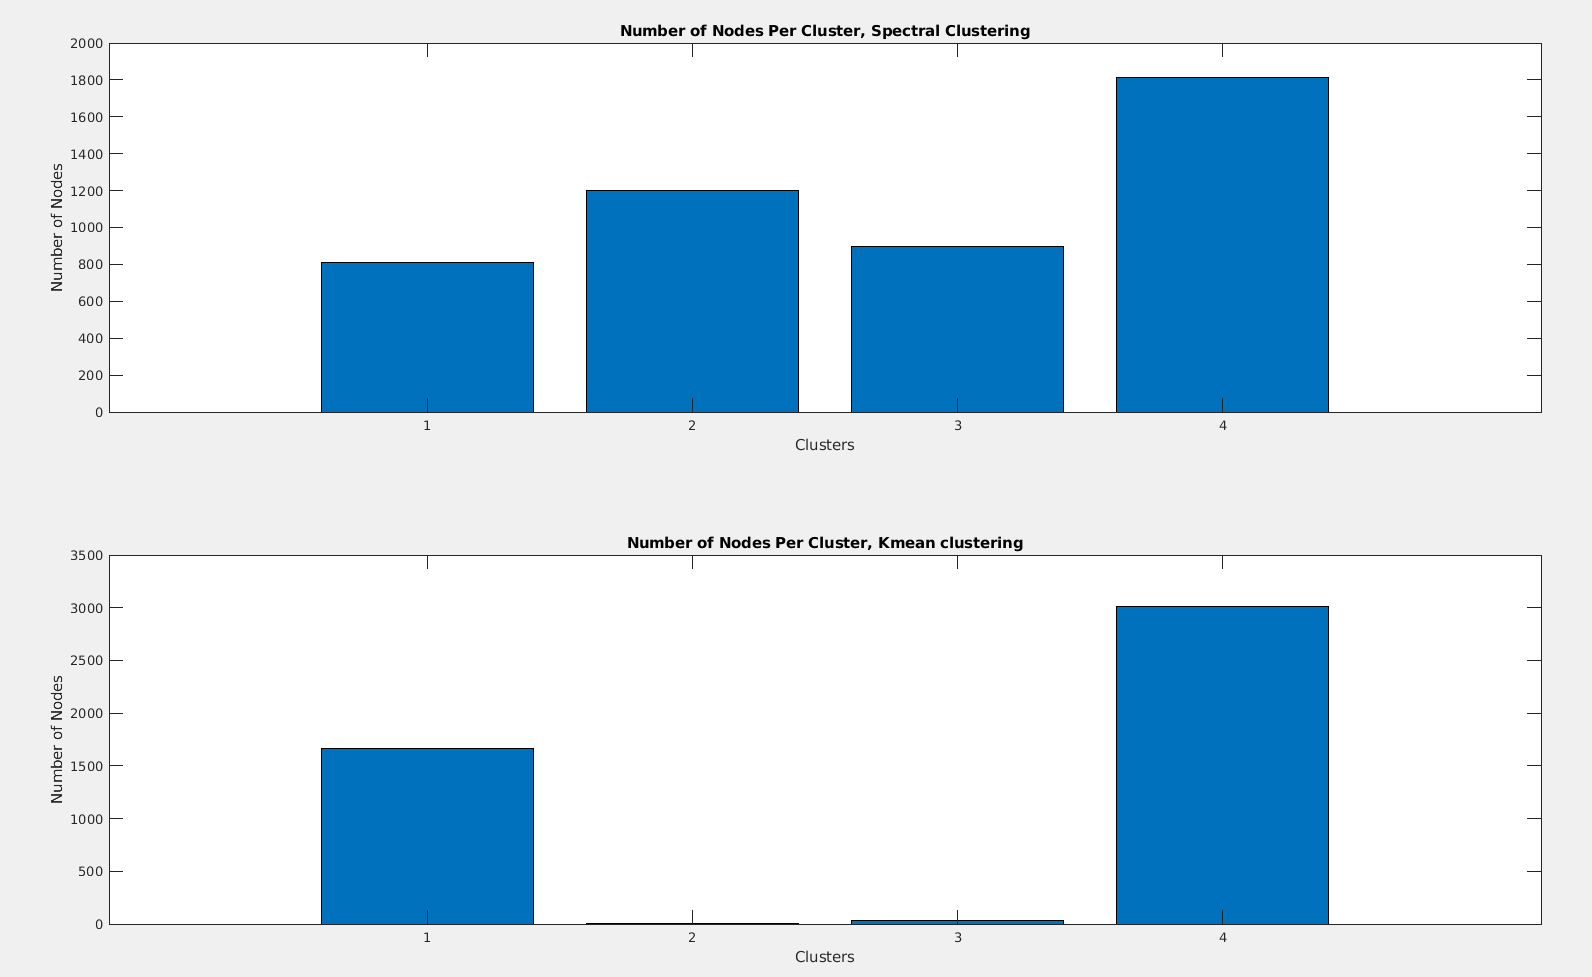 Number of Nodes Per Cluster, Spectral Clustering
2000
1800
1600
1400
1200
1000
800
600
400
200
0
Number of Nodes
1 2 3 4
Clusters
Number of Nodes Per Cluster, Kmean clustering
3500
3000
2500
2000
1500
1000
500
0
Number of Nodes
1 2 3 4
Clusters